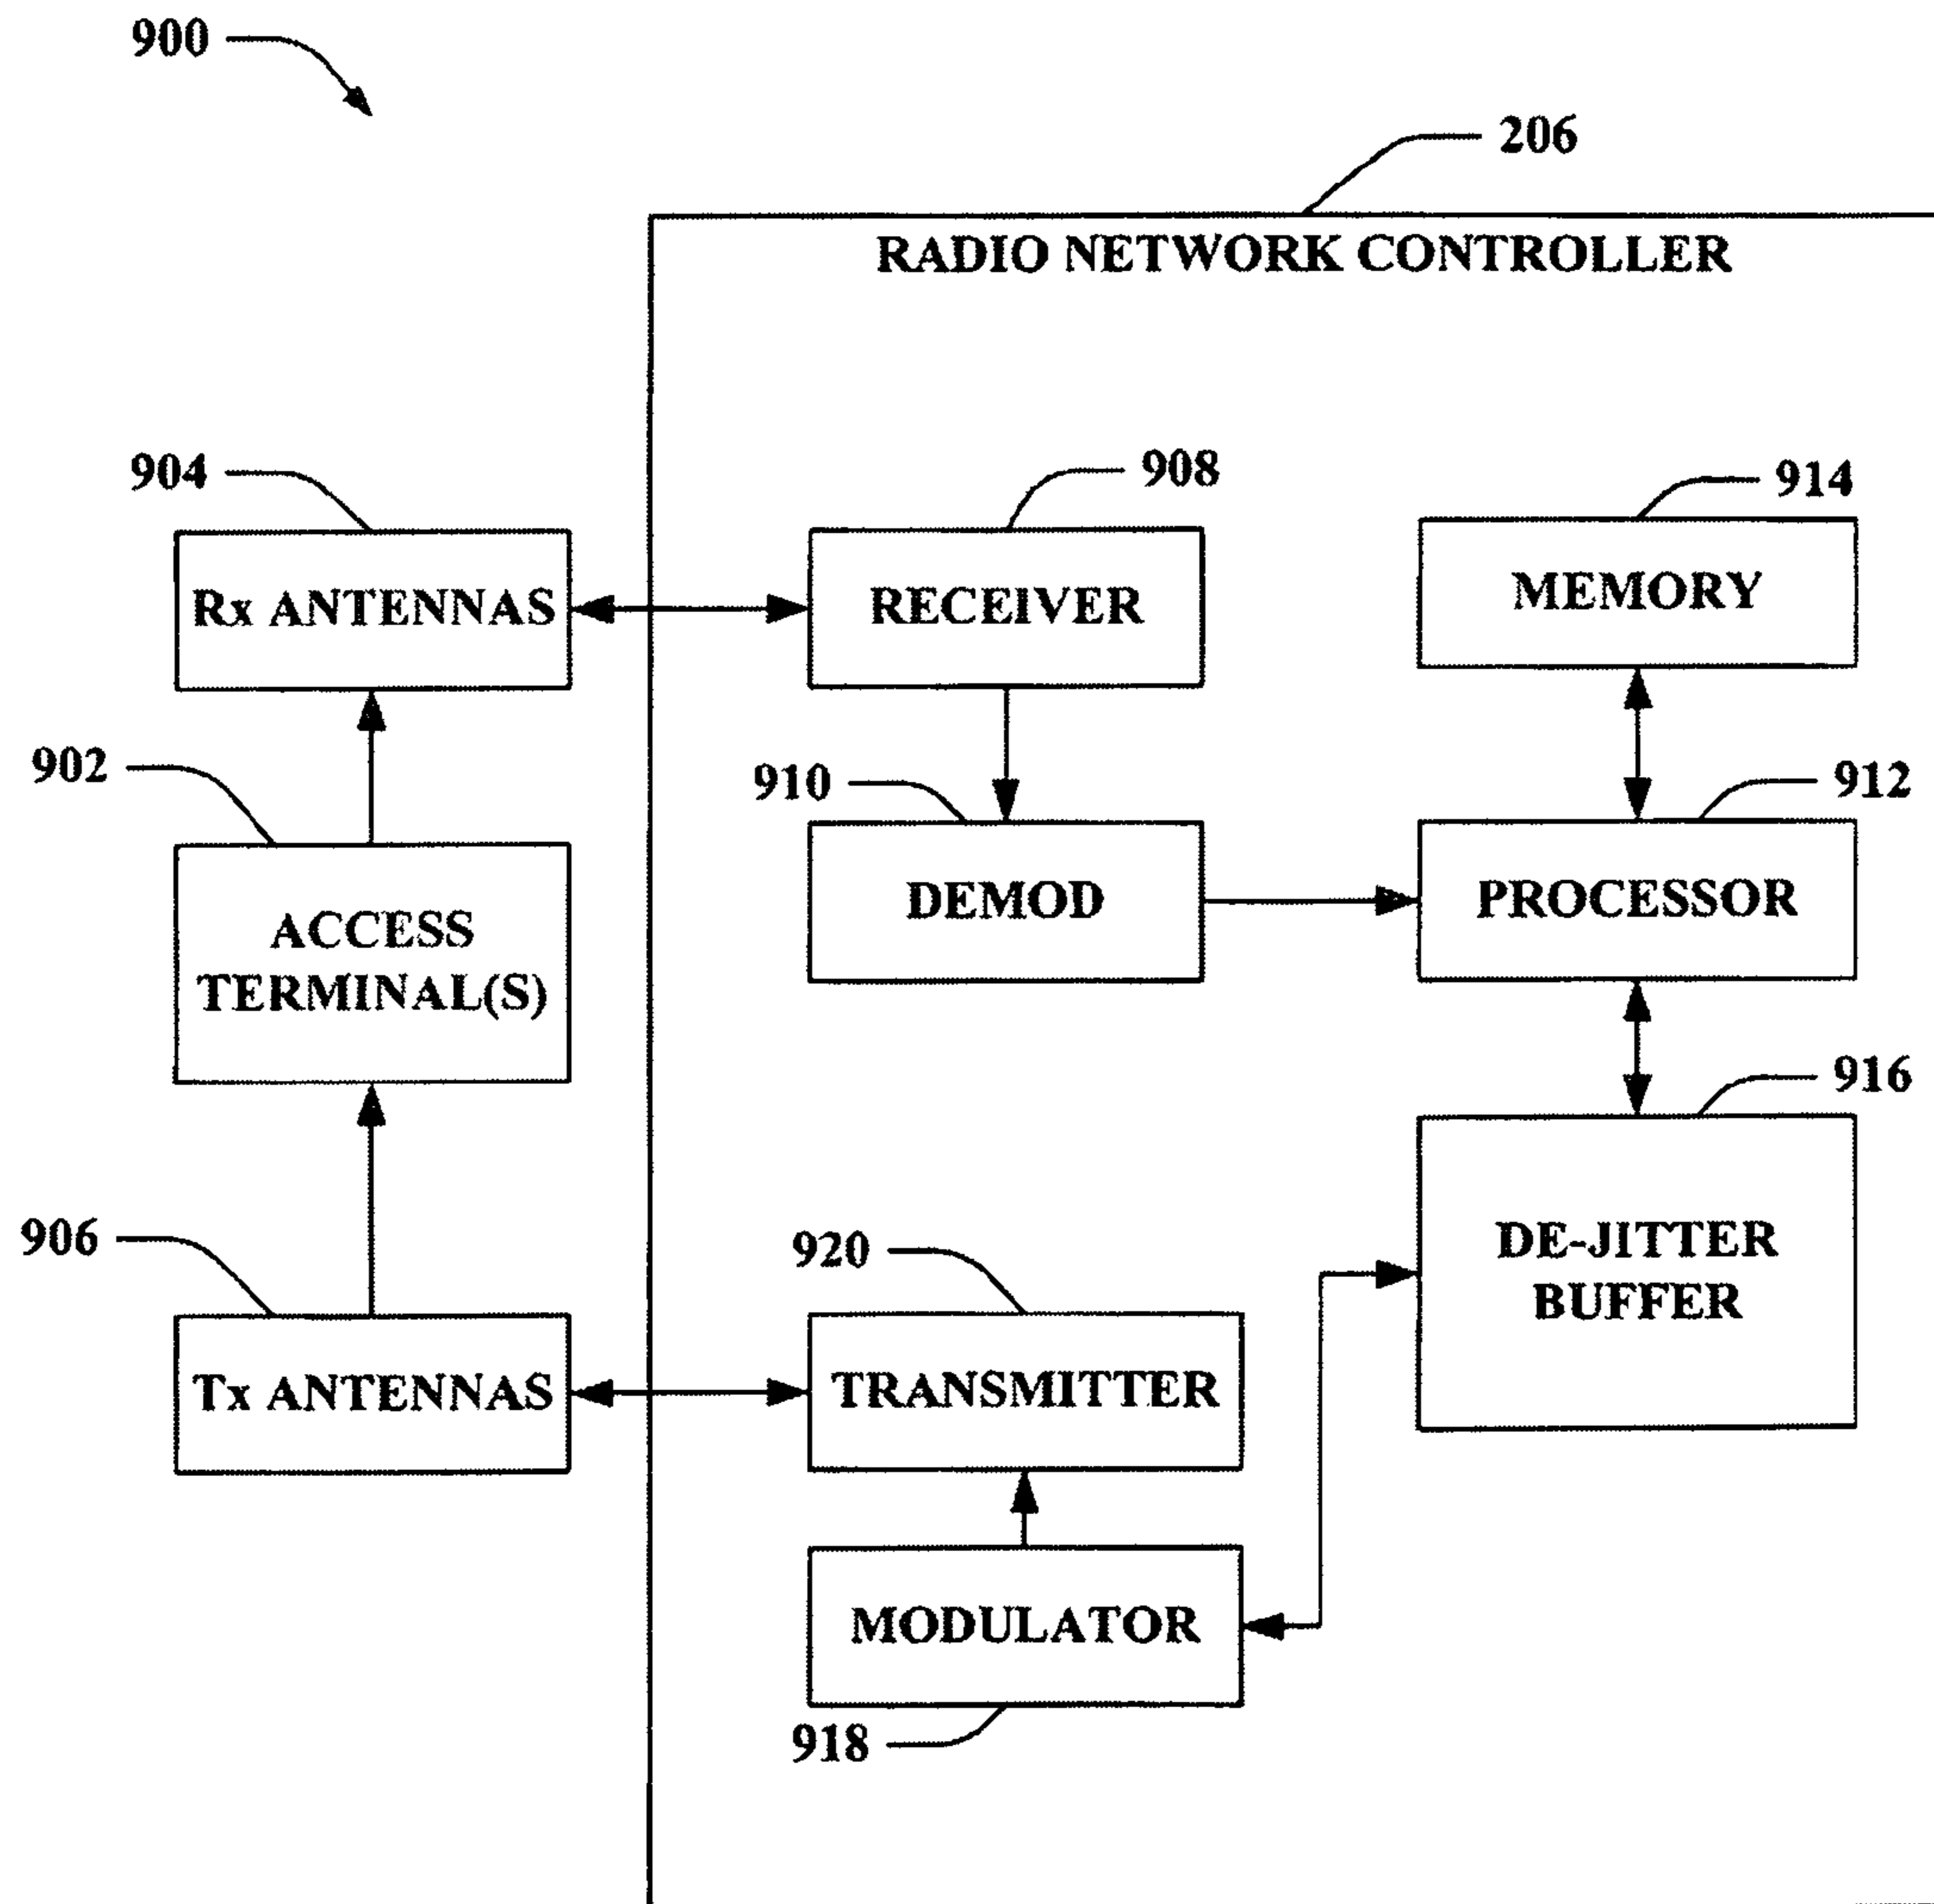 900
206
RADIO NETWORK CONTROLLER
904
908
914
Rx ANTENNAS
RECEIVER
MEMORY
902
910
912
ACCESS
TERMINAL(S)
DEMOD
PROCESSOR
916
906
920
DE-JITTER
BUFFER
Tx ANTENNAS
TRANSMITTER
MODULATOR
918